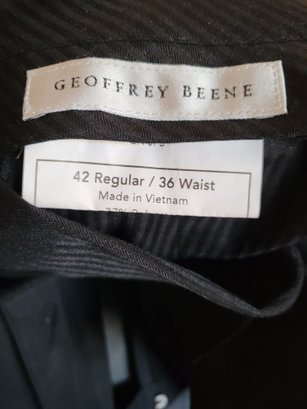 GEOFFREY BEENE
42 Regular / 36 Waist
Made in Vietnam